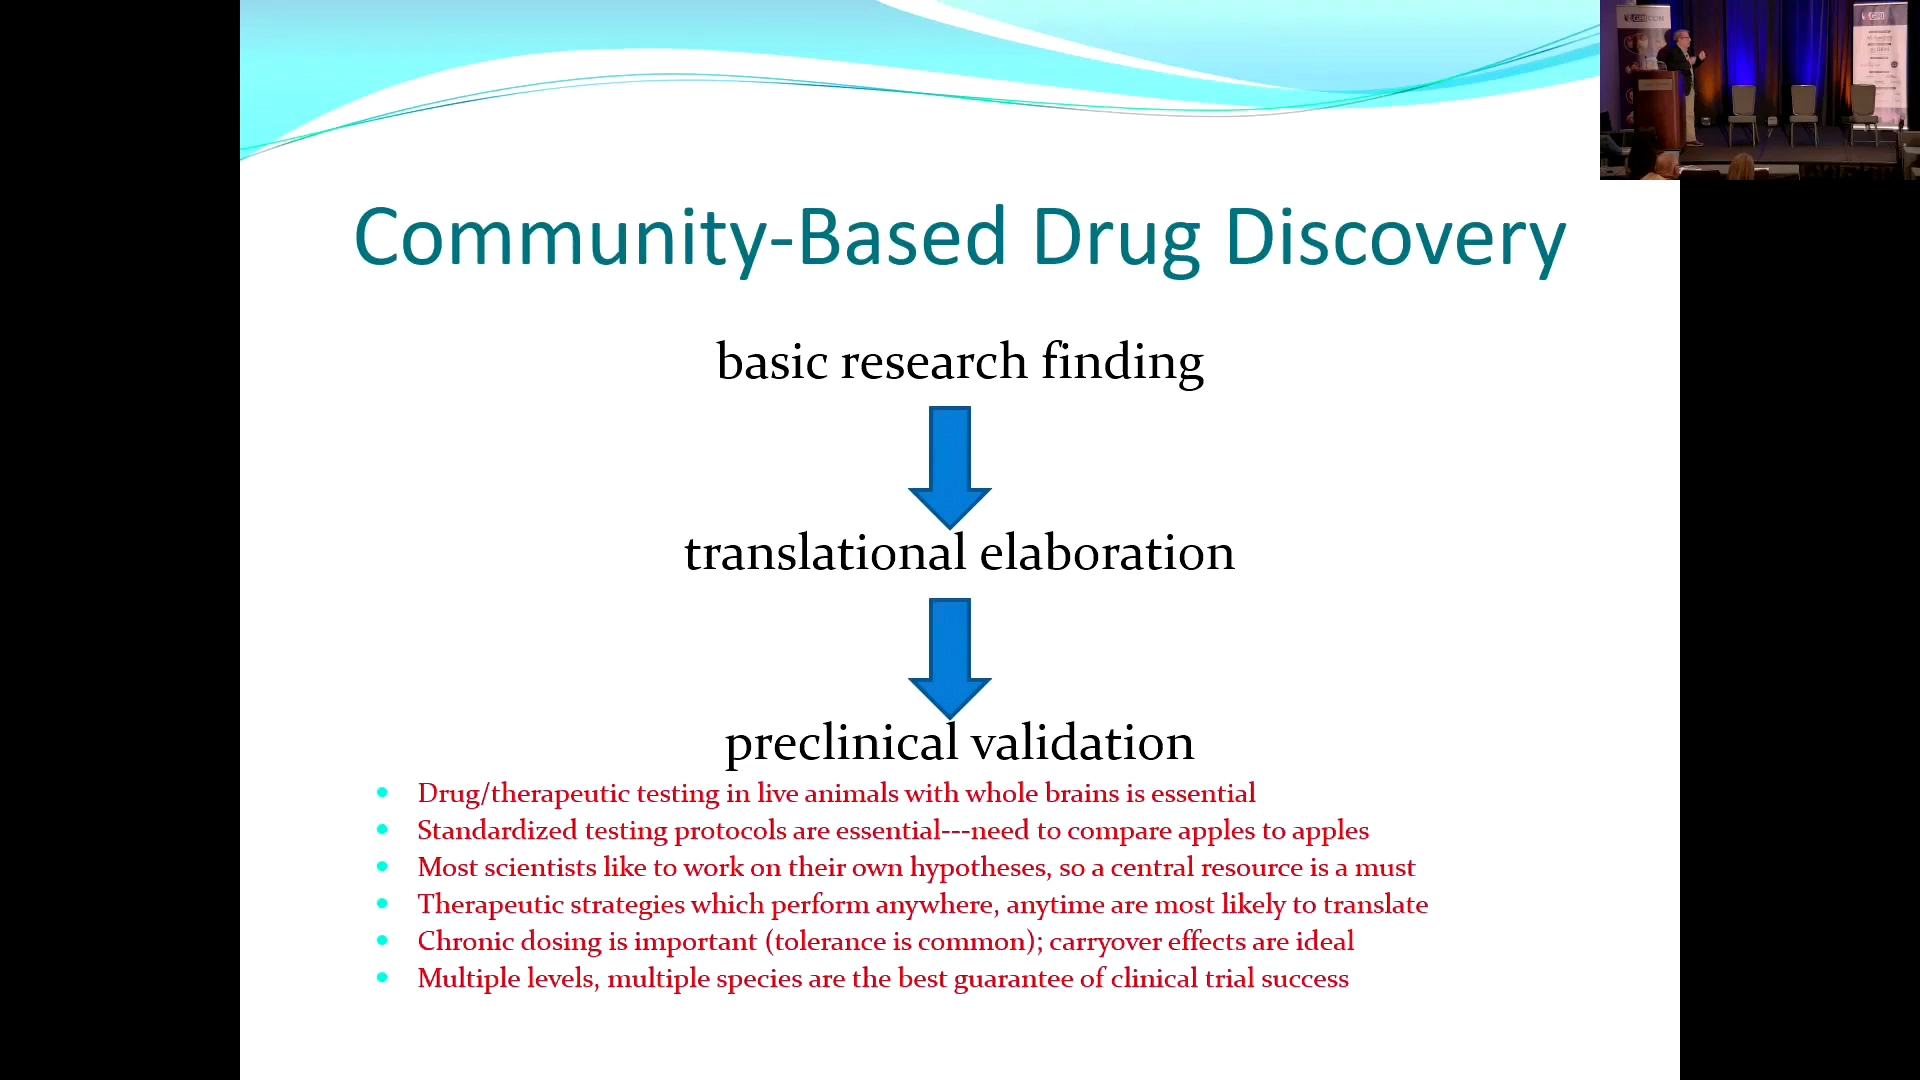 Community-Based Drug Discovery
basic research finding
translational elaboration
preclinical validation
Drug/therapeutic testing in live animals with whole brains is essential
Standardized testing protocols are essential---need to compare apples to apples
Most scientists like to work on their own hypotheses, so a central resource is a must
Therapeutic strategies which perform anywhere, anytime are most likely to translate
Chronic dosing is important (tolerance is common); carryover effects are ideal
Multiple levels, multiple species are the best guarantee of clinical trial success